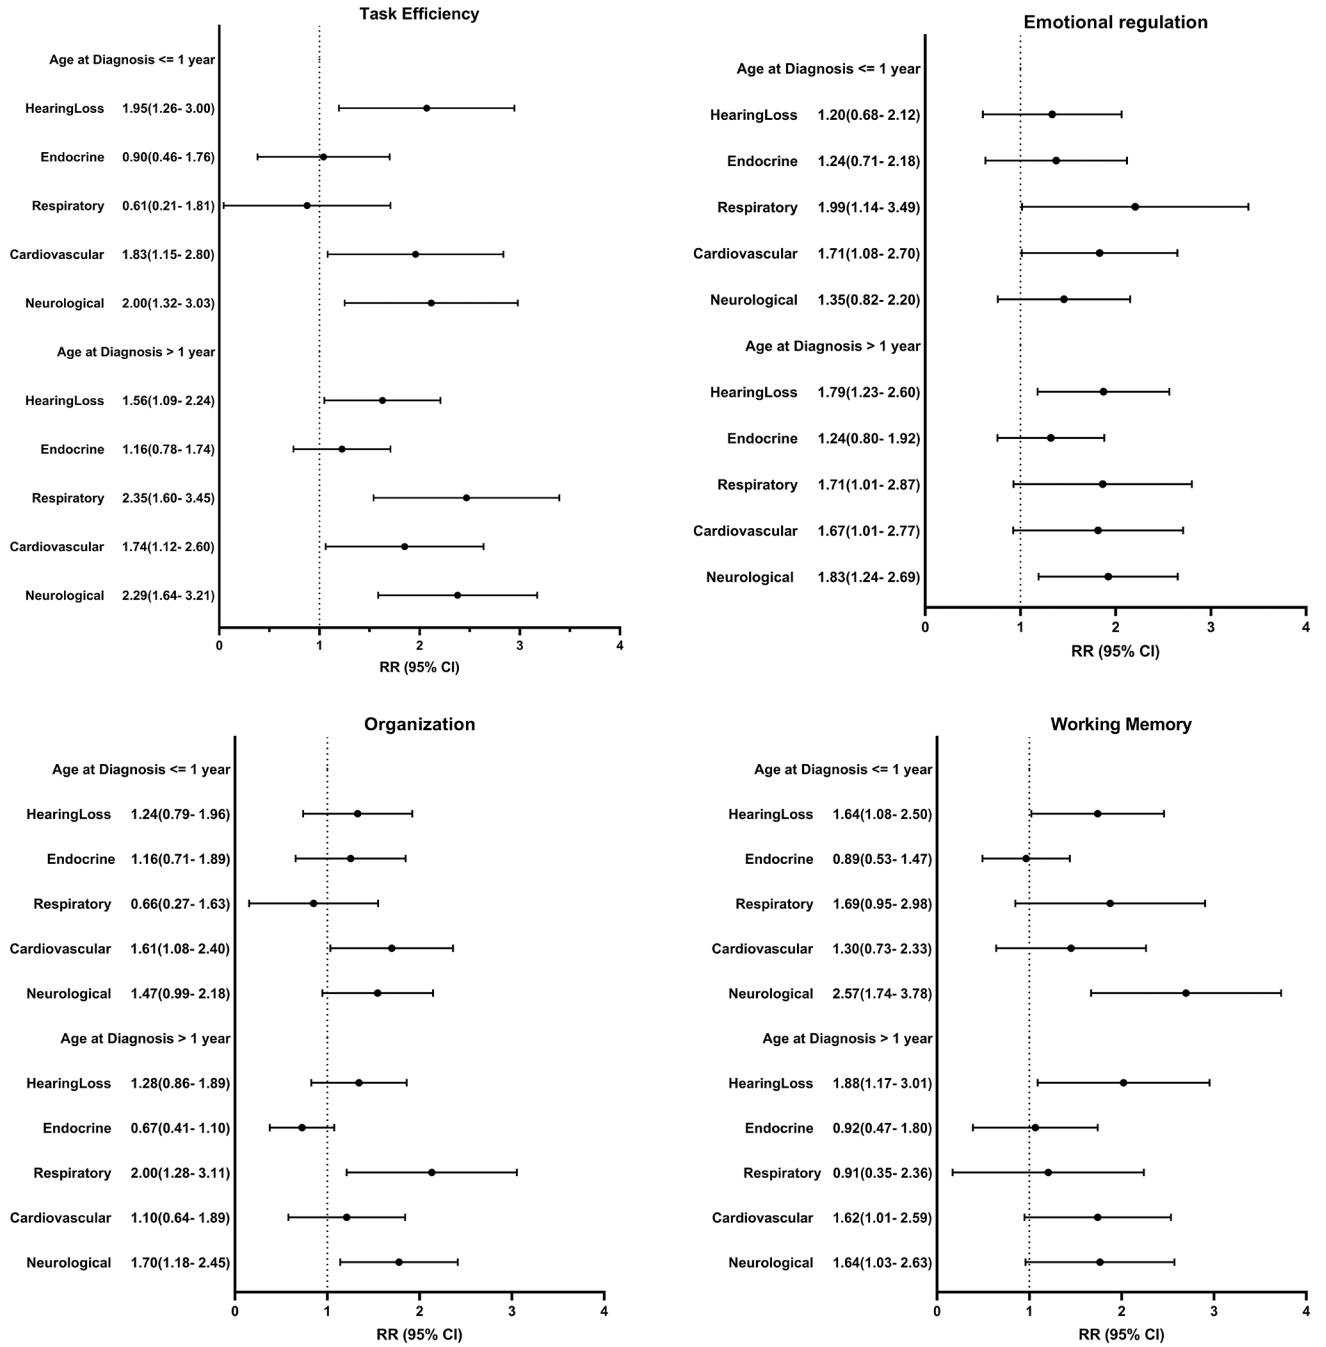 Task Efficiency
Age at Diagnosis <= 1 year
HearingLoss 1.95(1.26- 3.00)
Endocrine 0.90(0.46- 1.76)
Respiratory 0.61(0.21- 1.81)
Cardiovascular 1.83(1.15- 2.80)
Neurological 2.00(1.32- 3.03)
Age at Diagnosis > 1 year
HearingLoss 1.56(1.09- 2.24)
Endocrine 1.16(0.78- 1.74)
Respiratory 2.35(1.60- 3.45)
Cardiovascular 1.74(1.12- 2.60)
Neurological 2.29(1.64- 3.21)
0 1 2 3 4
RR (95% CI)
Emotional regulation
Age at Diagnosis <= 1 year
HearingLoss 1.20(0.68- 2.12)
Endocrine 1.24(0.71- 2.18)
Respiratory 1.99(1.14- 3.49)
Cardiovascular 1.71(1.08- 2.70)
Neurological 1.35(0.82- 2.20)
Age at Diagnosis > 1 year
HearingLoss 1.79(1.23- 2.60)
Endocrine 1.24(0.80- 1.92)
Respiratory 1.71(1.01- 2.87)
Cardiovascular 1.67(1.01- 2.77)
Neurological 1.83(1.24- 2.69)
0 1 2 3 4
RR (95% CI)
Organization
Age at Diagnosis <= 1 year
HearingLoss 1.24(0.79- 1.96)
Endocrine 1.16(0.71- 1.89)
Respiratory 0.66(0.27- 1.63)
Cardiovascular 1.61(1.08- 2.40)
Neurological 1.47(0.99- 2.18)
Age at Diagnosis > 1 year
HearingLoss 1.28(0.86- 1.89)
Endocrine 0.67(0.41- 1.10)
Respiratory 2.00(1.28- 3.11)
Cardiovascular 1.10(0.64- 1.89)
Neurological 1.70(1.18- 2.45)
0 1 2 3 4
RR (95% CI)
Working Memory
Age at Diagnosis <= 1 year
HearingLoss 1.64(1.08- 2.50)
Endocrine 0.89(0.53- 1.47)
Respiratory 1.69(0.95- 2.98)
Cardiovascular 1.30(0.73- 2.33)
Neurological 2.57(1.74- 3.78)
Age at Diagnosis > 1 year
HearingLoss 1.88(1.17- 3.01)
Endocrine 0.92(0.47- 1.80)
Respiratory 0.91(0.35- 2.36)
Cardiovascular 1.62(1.01- 2.59)
Neurological 1.64(1.03- 2.63)
0 1 2 3 4
RR (95% CI)